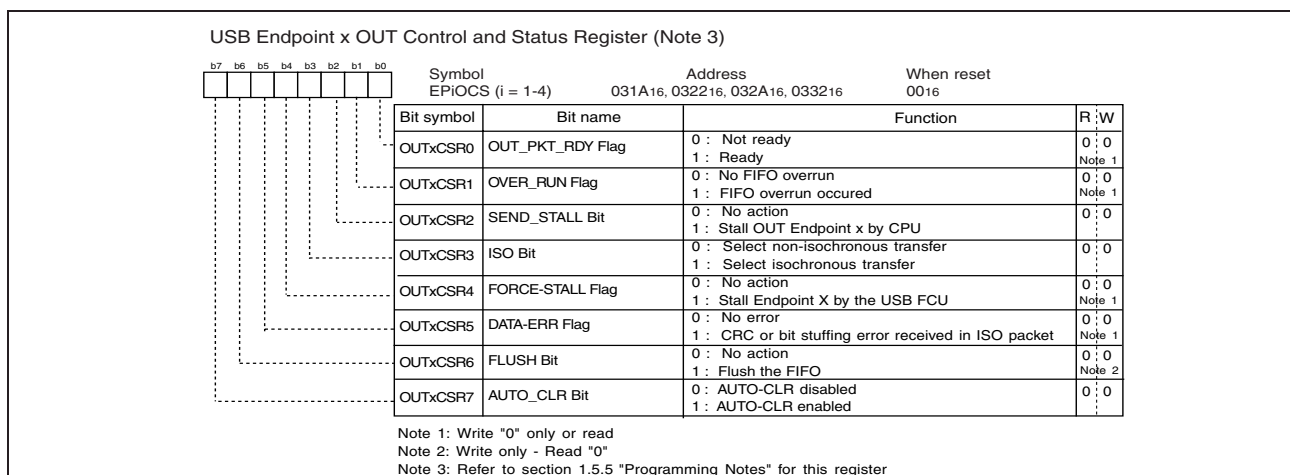 USB Endpoint x OUT Control and Status Register (Note 3)
b7 b6 b5 b4 b3 b2 b1 b0
Symbol Address When reset
EPiOCS (i = 1-4) 031A16, 032216, 032A16, 033216 0016
Bit symbol Bit name Function R W
OUTxCSR0 OUT_PKT_RDY Flag 0 : Not ready 0 0
1 : Ready Note 1
OUTxCSR1 OVER_RUN Flag 0 : No FIFO overrun 0 0
1 : FIFO overrun occured Note 1
OUTxCSR2 SEND_STALL Bit 0 : No action 0 0
1 : Stall OUT Endpoint x by CPU
OUTxCSR3 ISO Bit 0 : Select non-isochronous transfer 0 0
1 : Select isochronous transfer
OUTxCSR4 FORCE-STALL Flag 0 : No action 0 0
1 : Stall Endpoint X by the USB FCU Note 1
OUTxCSR5 DATA-ERR Flag 0 : No error 0 0
1 : CRC or bit stuffing error received in ISO packet Note 1
OUTxCSR6 FLUSH Bit 0 : No action 0 0
1 : Flush the FIFO Note 2
OUTxCSR7 AUTO_CLR Bit 0 : AUTO-CLR disabled 0 0
1 : AUTO-CLR enabled
Note 1: Write "0" only or read
Note 2: Write only - Read "0"
Note 3: Refer to section 1.5.5 "Programming Notes" for this register